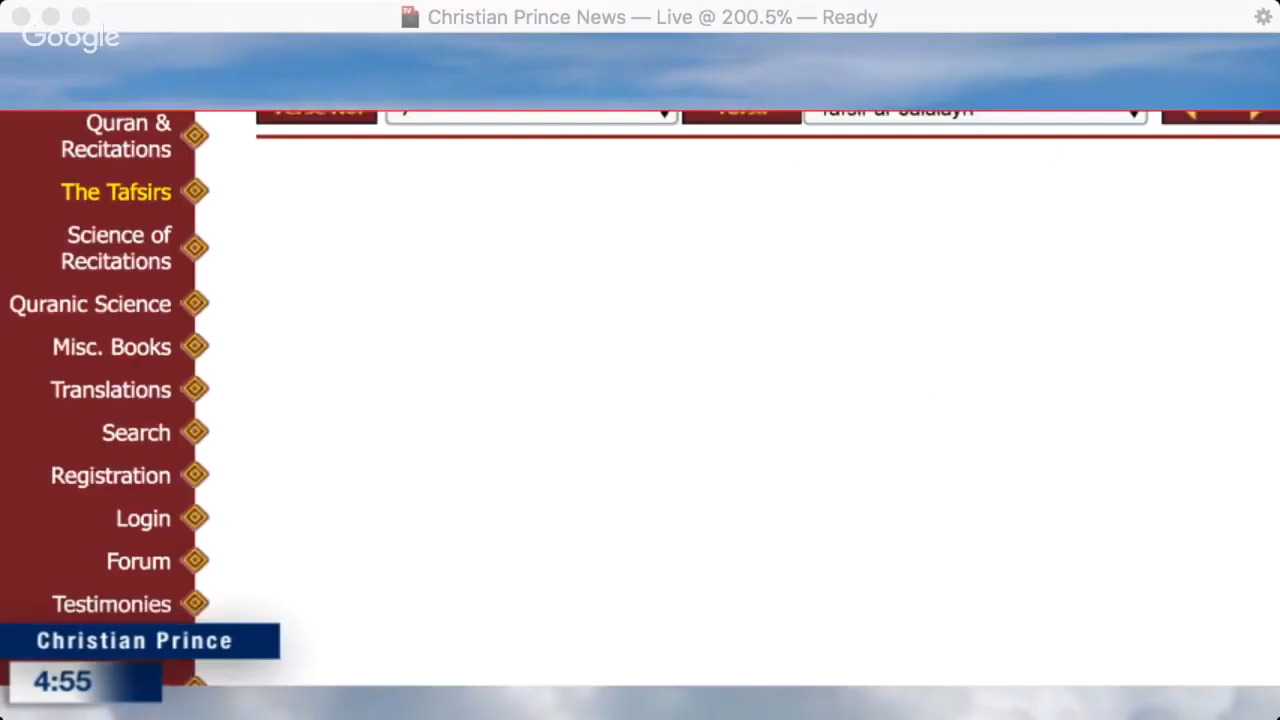 Christian Prince News — Live @ 200.5% — Ready
Google
Quran &
Recitations
The Tafsirs
Science of
Recitations
Quranic Science
Misc. Books
Translations
Search
Registration
Login
Forum
Testimonies
Christian Prince
4:55